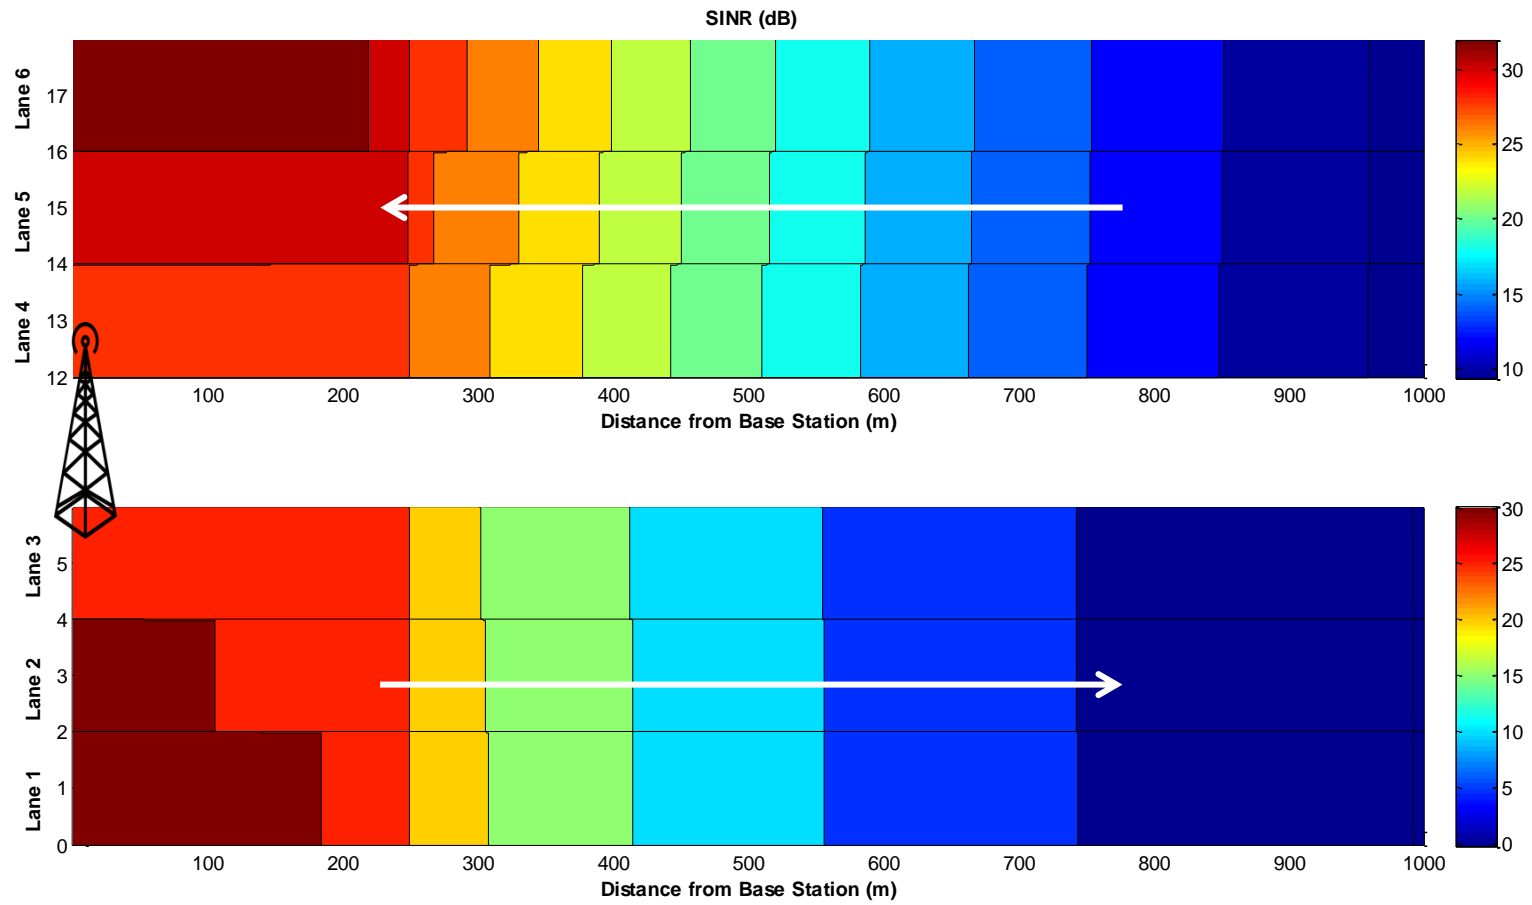 SINR (dB)
Lane 6
Lane 5
Lane 4
17
16
15
14
13
12
100 200 300 400 500 600 700 800 900 1000
Distance from Base Station (m)
30
25
20
15
10
Lane 3
Lane 2
Lane 1
5
4
3
2
1
0
100 200 300 400 500 600 700 800 900 1000
Distance from Base Station (m)
30
25
20
15
10
5
0